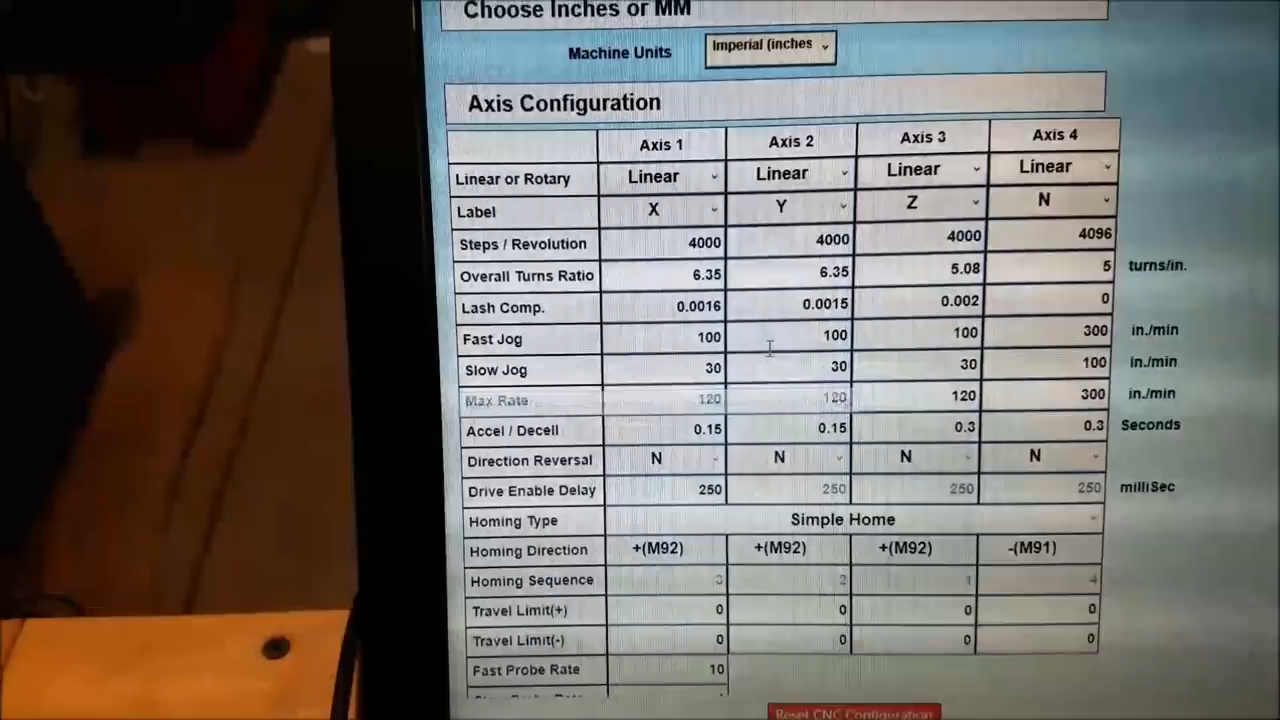 Choose Inches or MM
Machine Units Imperial (inches
Axis Configuration
Axis 1 Axis 2 Axis 3 Axis 4
Linear or Rotary Linear Linear Linear Linear
Label X Y Z N
Steps / Revolution 4000 4000 4000 4096
Overall Turns Ratio 6.35 6.35 5.08 5 turns/in.
Lash Comp. 0.0016 0.0015 0.002 0
Fast Jog 100 100 100 300 in./min
Slow Jog 30 30 30 100 in./min
Max Rate 120 120 120 300 in./min
Accel / Decell 0.15 0.15 0.3 0.3 Seconds
Direction Reversal N N N N
Drive Enable Delay 250 250 250 250 milliSec
Homing Type Simple Home
Homing Direction +(M92) +(M92) +(M92) -(M91)
Homing Sequence 3 2 1 4
Travel Limit(+) 0 0 0 0
Travel Limit(-) 0 0 0 0
Fast Probe Rate 10
Reset CNC Configuration